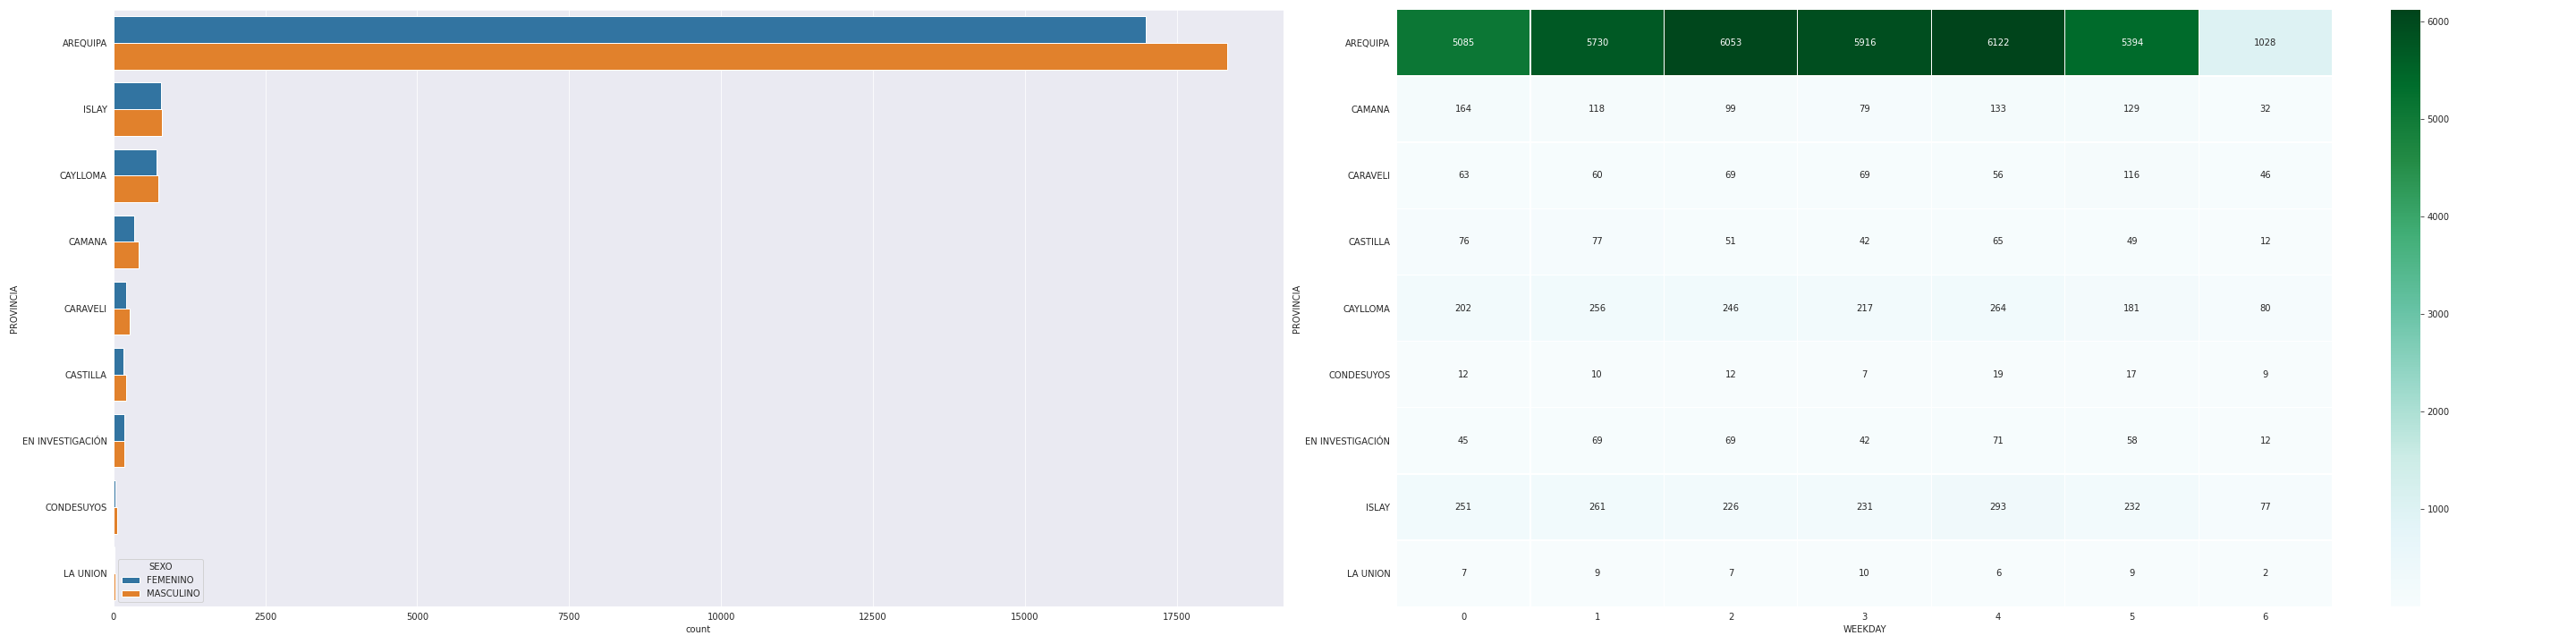 AREQUIPA
ISLAY
CAYLLOMA
CAMANA
CARAVELI
CASTILLA
EN INVESTIGACIÓN
CONDESUYOS
LA UNION
PROVINCIA
SEXO
FEMENINO
MASCULINO
0 2500 5000 7500 10000 12500 15000 17500
count
PROVINCIA
AREQUIPA 5085 5730 6053 5916 6122 5394 1028
CAMANA 164 118 99 79 133 129 32
CARAVELI 63 60 69 69 56 116 46
CASTILLA 76 77 51 42 65 49 12
CAYLLOMA 202 256 246 217 264 181 80
CONDESUYOS 12 10 12 7 19 17 9
EN INVESTIGACIÓN 45 69 69 42 71 58 12
ISLAY 251 261 226 231 293 232 77
LA UNION 7 9 7 10 6 9 2
0 1 2 3 4 5 6
WEEKDAY
6000
5000
4000
3000
2000
1000